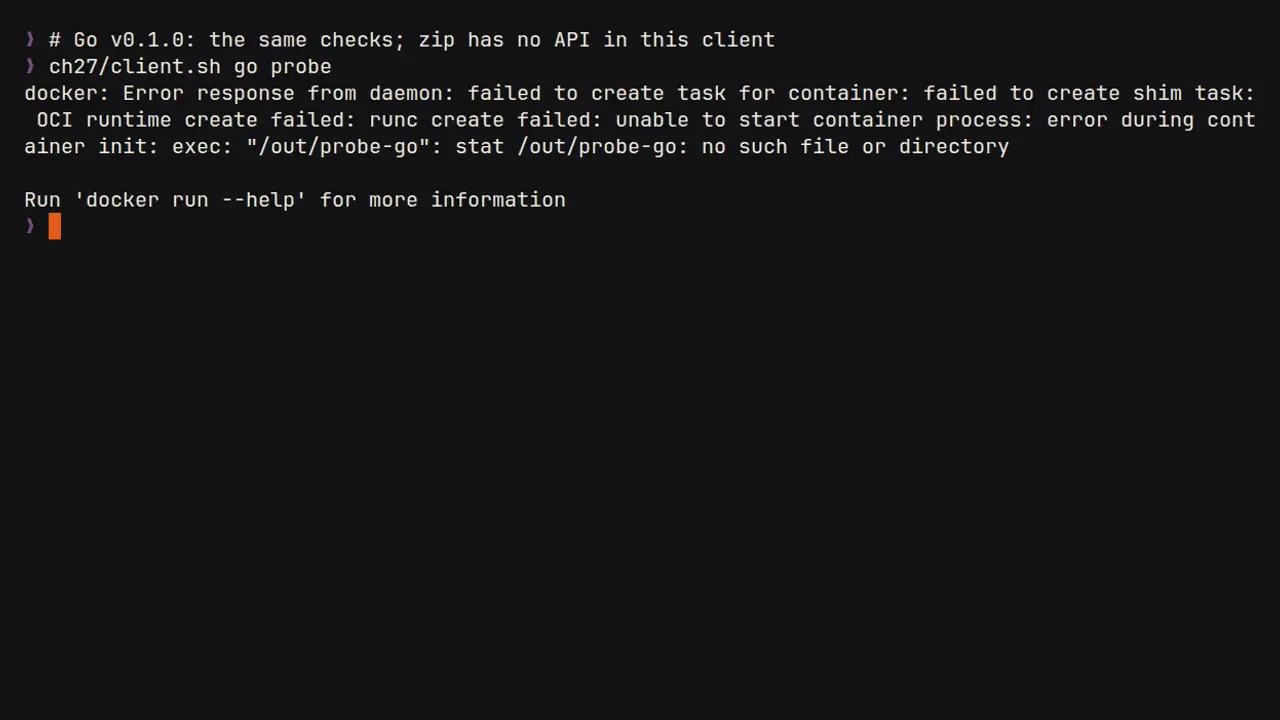 ❯ # Go v0.1.0: the same checks; zip has no API in this client
❯ ch27/client.sh go probe
docker: Error response from daemon: failed to create task for container: failed to create shim task:
 OCI runtime create failed: runc create failed: unable to start container process: error during cont
ainer init: exec: "/out/probe-go": stat /out/probe-go: no such file or directory
Run 'docker run --help' for more information
❯